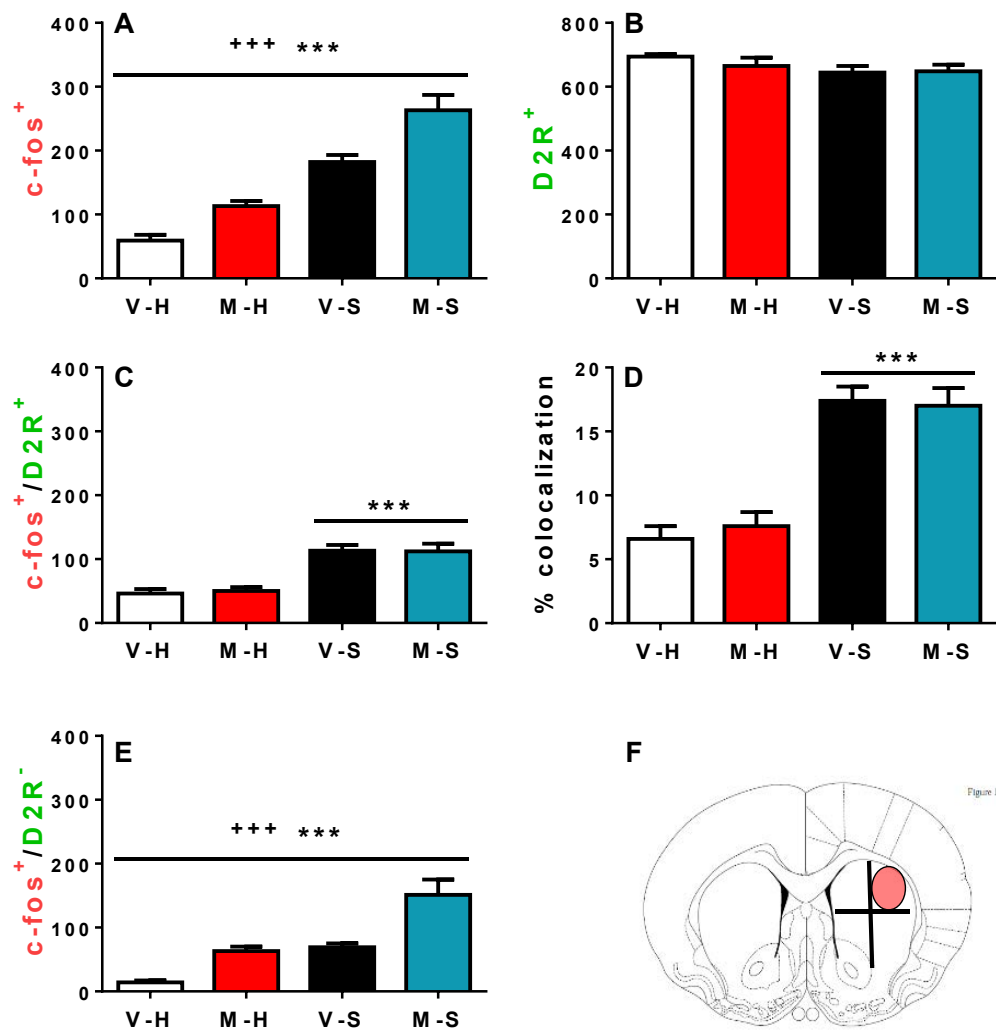 A
+++ ***
c-fos⁺
400
300
200
100
0
V-H M-H V-S M-S
B
D2R⁺
800
600
400
200
0
V-H M-H V-S M-S
C
***
c-fos⁺/D2R⁺
400
300
200
100
0
V-H M-H V-S M-S
D
***
% colocalization
20
15
10
5
0
V-H M-H V-S M-S
E
+++ ***
c-fos⁺/D2R⁻
400
300
200
100
0
V-H M-H V-S M-S
F
Figure